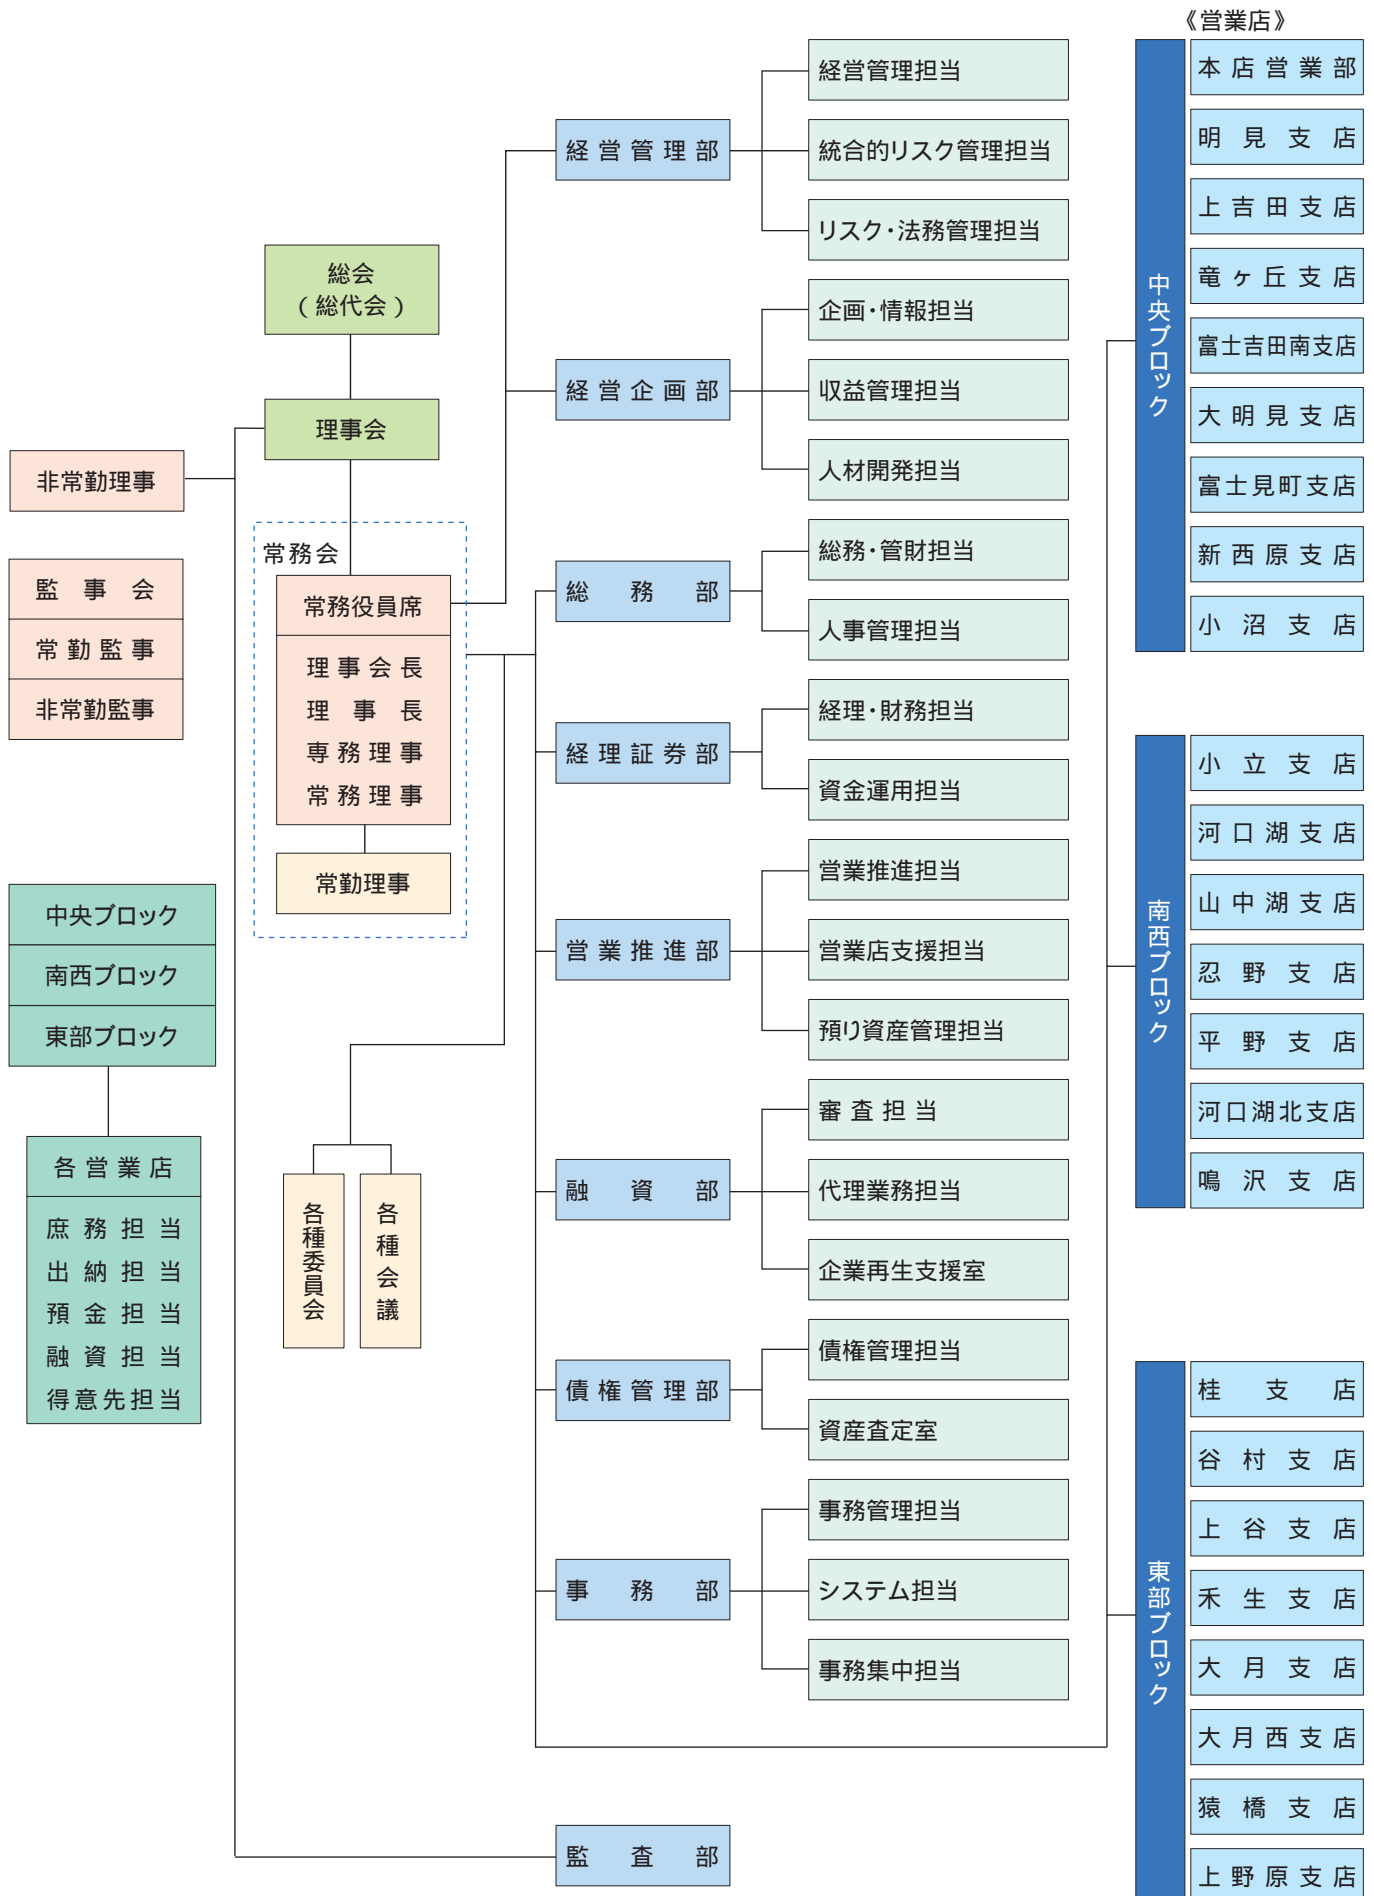 総会
（総代会）
理事会
非常勤理事
監事会
常勤監事
非常勤監事
常務会
常務役員席
理事会長
理事長
専務理事
常務理事
常勤理事
中央ブロック
南西ブロック
東部ブロック
各営業店
庶務担当
出納担当
預金担当
融資担当
得意先担当
各種委員会
各種会議
経営管理部
経営管理担当
統合的リスク管理担当
リスク・法務管理担当
経営企画部
企画・情報担当
収益管理担当
人材開発担当
総務部
総務・管財担当
人事管理担当
経理証券部
経理・財務担当
資金運用担当
営業推進部
営業推進担当
営業店支援担当
預り資産管理担当
融資部
審査担当
代理業務担当
企業再生支援室
債権管理部
債権管理担当
資産査定室
事務部
事務管理担当
システム担当
事務集中担当
監査部
《営業店》
中央ブロック
本店営業部
明見支店
上吉田支店
竜ヶ丘支店
富士吉田南支店
大明見支店
富士見町支店
新西原支店
小沼支店
南西ブロック
小立支店
河口湖支店
山中湖支店
忍野支店
平野支店
河口湖北支店
鳴沢支店
東部ブロック
桂支店
谷村支店
上谷支店
禾生支店
大月支店
大月西支店
猿橋支店
上野原支店